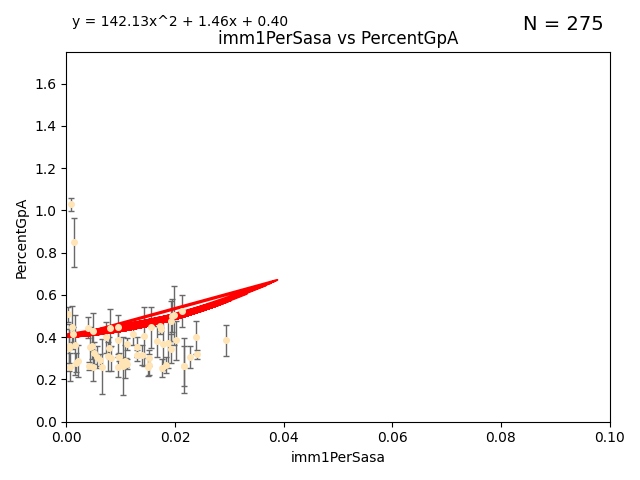 y = 142.13x^2 + 1.46x + 0.40
N = 275
imm1PerSasa vs PercentGpA
1.6
1.4
1.2
1.0
0.8
0.6
0.4
0.2
0.0
PercentGpA
0.00 0.02 0.04 0.06 0.08 0.10
imm1PerSasa